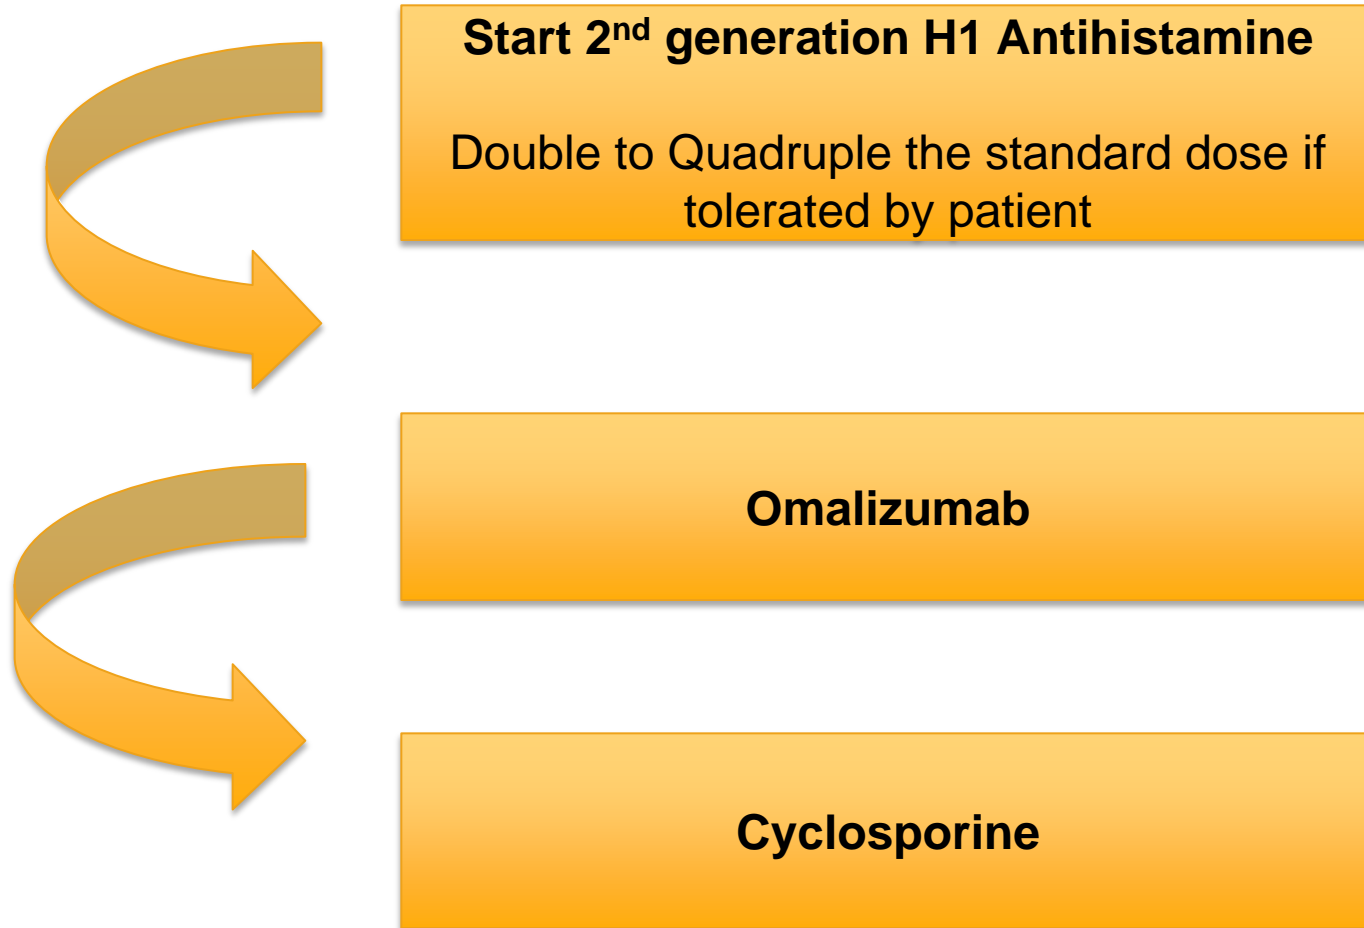 Start 2nd generation H1 Antihistamine
Double to Quadruple the standard dose if
tolerated by patient
Omalizumab
Cyclosporine